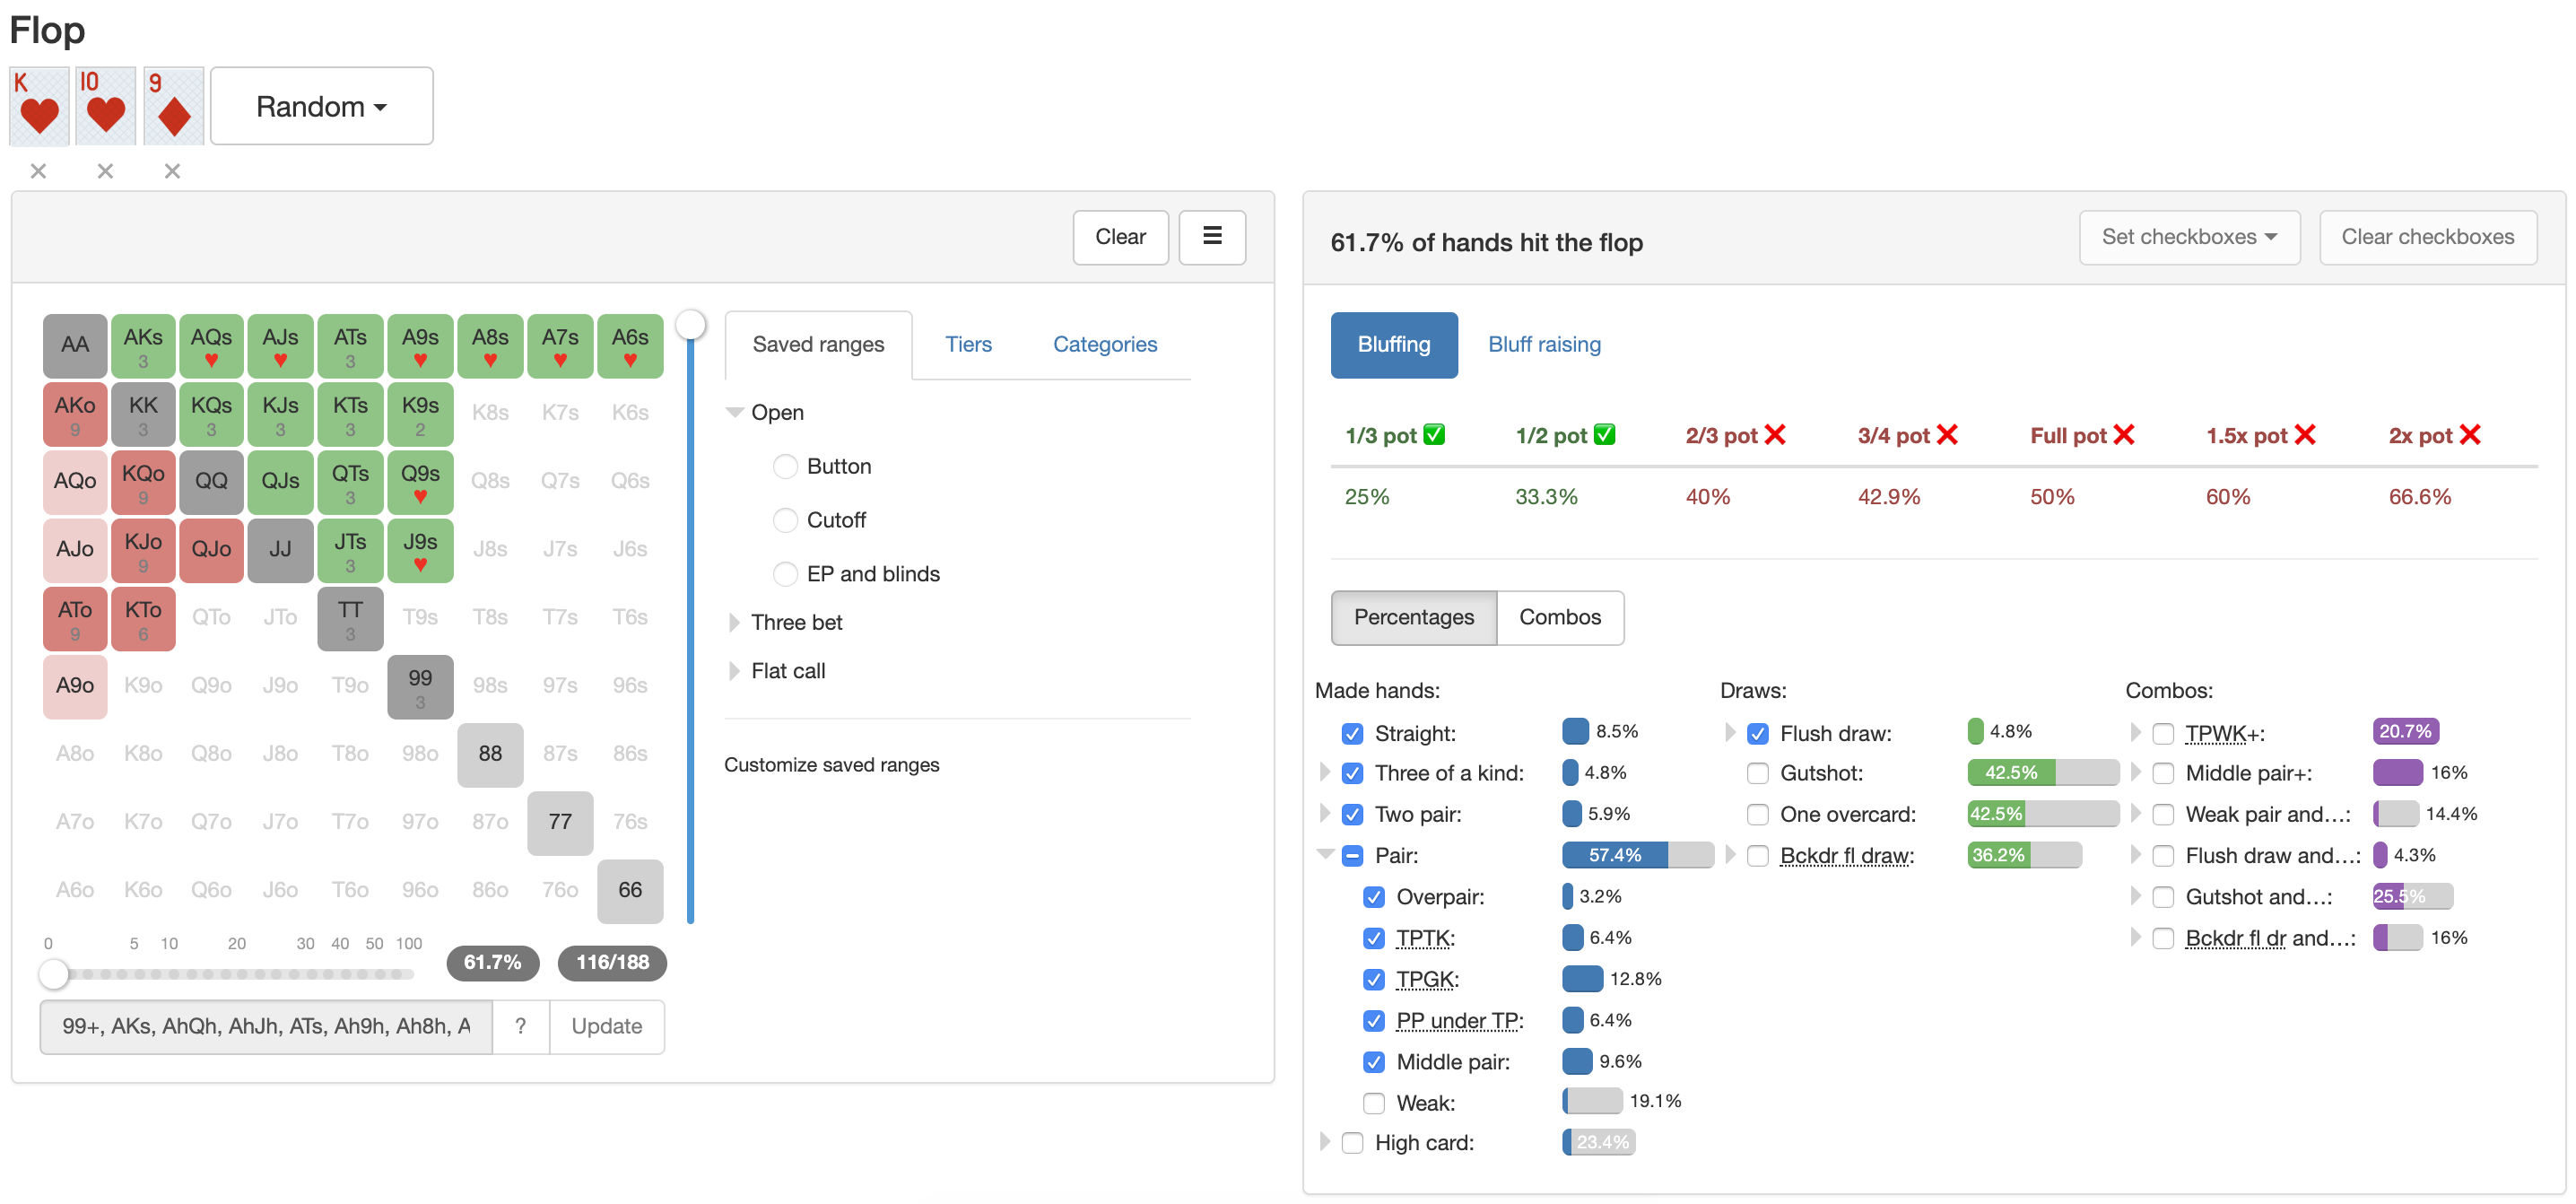 Flop
K 10 9
Random
× × ×
Clear
AA AKs 3 AQs ♥ AJs ♥ ATs 3 A9s ♥ A8s ♥ A7s ♥ A6s ♥
AKo 9 KK 3 KQs 3 KJs 3 KTs 3 K9s 2 K8s K7s K6s
AQo KQo 9 QQ QJs QTs 3 Q9s ♥ Q8s Q7s Q6s
AJo KJo 9 QJo JJ JTs 3 J9s ♥ J8s J7s J6s
ATo 9 KTo 6 QTo JTo TT 3 T9s T8s T7s T6s
A9o K9o Q9o J9o T9o 99 3 98s 97s 96s
A8o K8o Q8o J8o T8o 98o 88 87s 86s
A7o K7o Q7o J7o T7o 97o 87o 77 76s
A6o K6o Q6o J6o T6o 96o 86o 76o 66
0 5 10 20 30 40 50 100
61.7% 116/188
99+, AKs, AhQh, AhJh, ATs, Ah9h, Ah8h, A
? Update
Saved ranges Tiers Categories
Open
Button
Cutoff
EP and blinds
Three bet
Flat call
Customize saved ranges
61.7% of hands hit the flop
Set checkboxes
Clear checkboxes
Bluffing Bluff raising
1/3 pot ✅ 1/2 pot ✅ 2/3 pot ❌ 3/4 pot ❌ Full pot ❌ 1.5x pot ❌ 2x pot ❌
25% 33.3% 40% 42.9% 50% 60% 66.6%
Percentages Combos
Made hands:
Straight: 8.5%
Three of a kind: 4.8%
Two pair: 5.9%
Pair: 57.4%
Overpair: 3.2%
TPTK: 6.4%
TPGK: 12.8%
PP under TP: 6.4%
Middle pair: 9.6%
Weak: 19.1%
High card: 23.4%
Draws:
Flush draw: 4.8%
Gutshot: 42.5%
One overcard: 42.5%
Bckdr fl draw: 36.2%
Combos:
TPWK+: 20.7%
Middle pair+: 16%
Weak pair and...: 14.4%
Flush draw and...: 4.3%
Gutshot and...: 25.5%
Bckdr fl dr and...: 16%